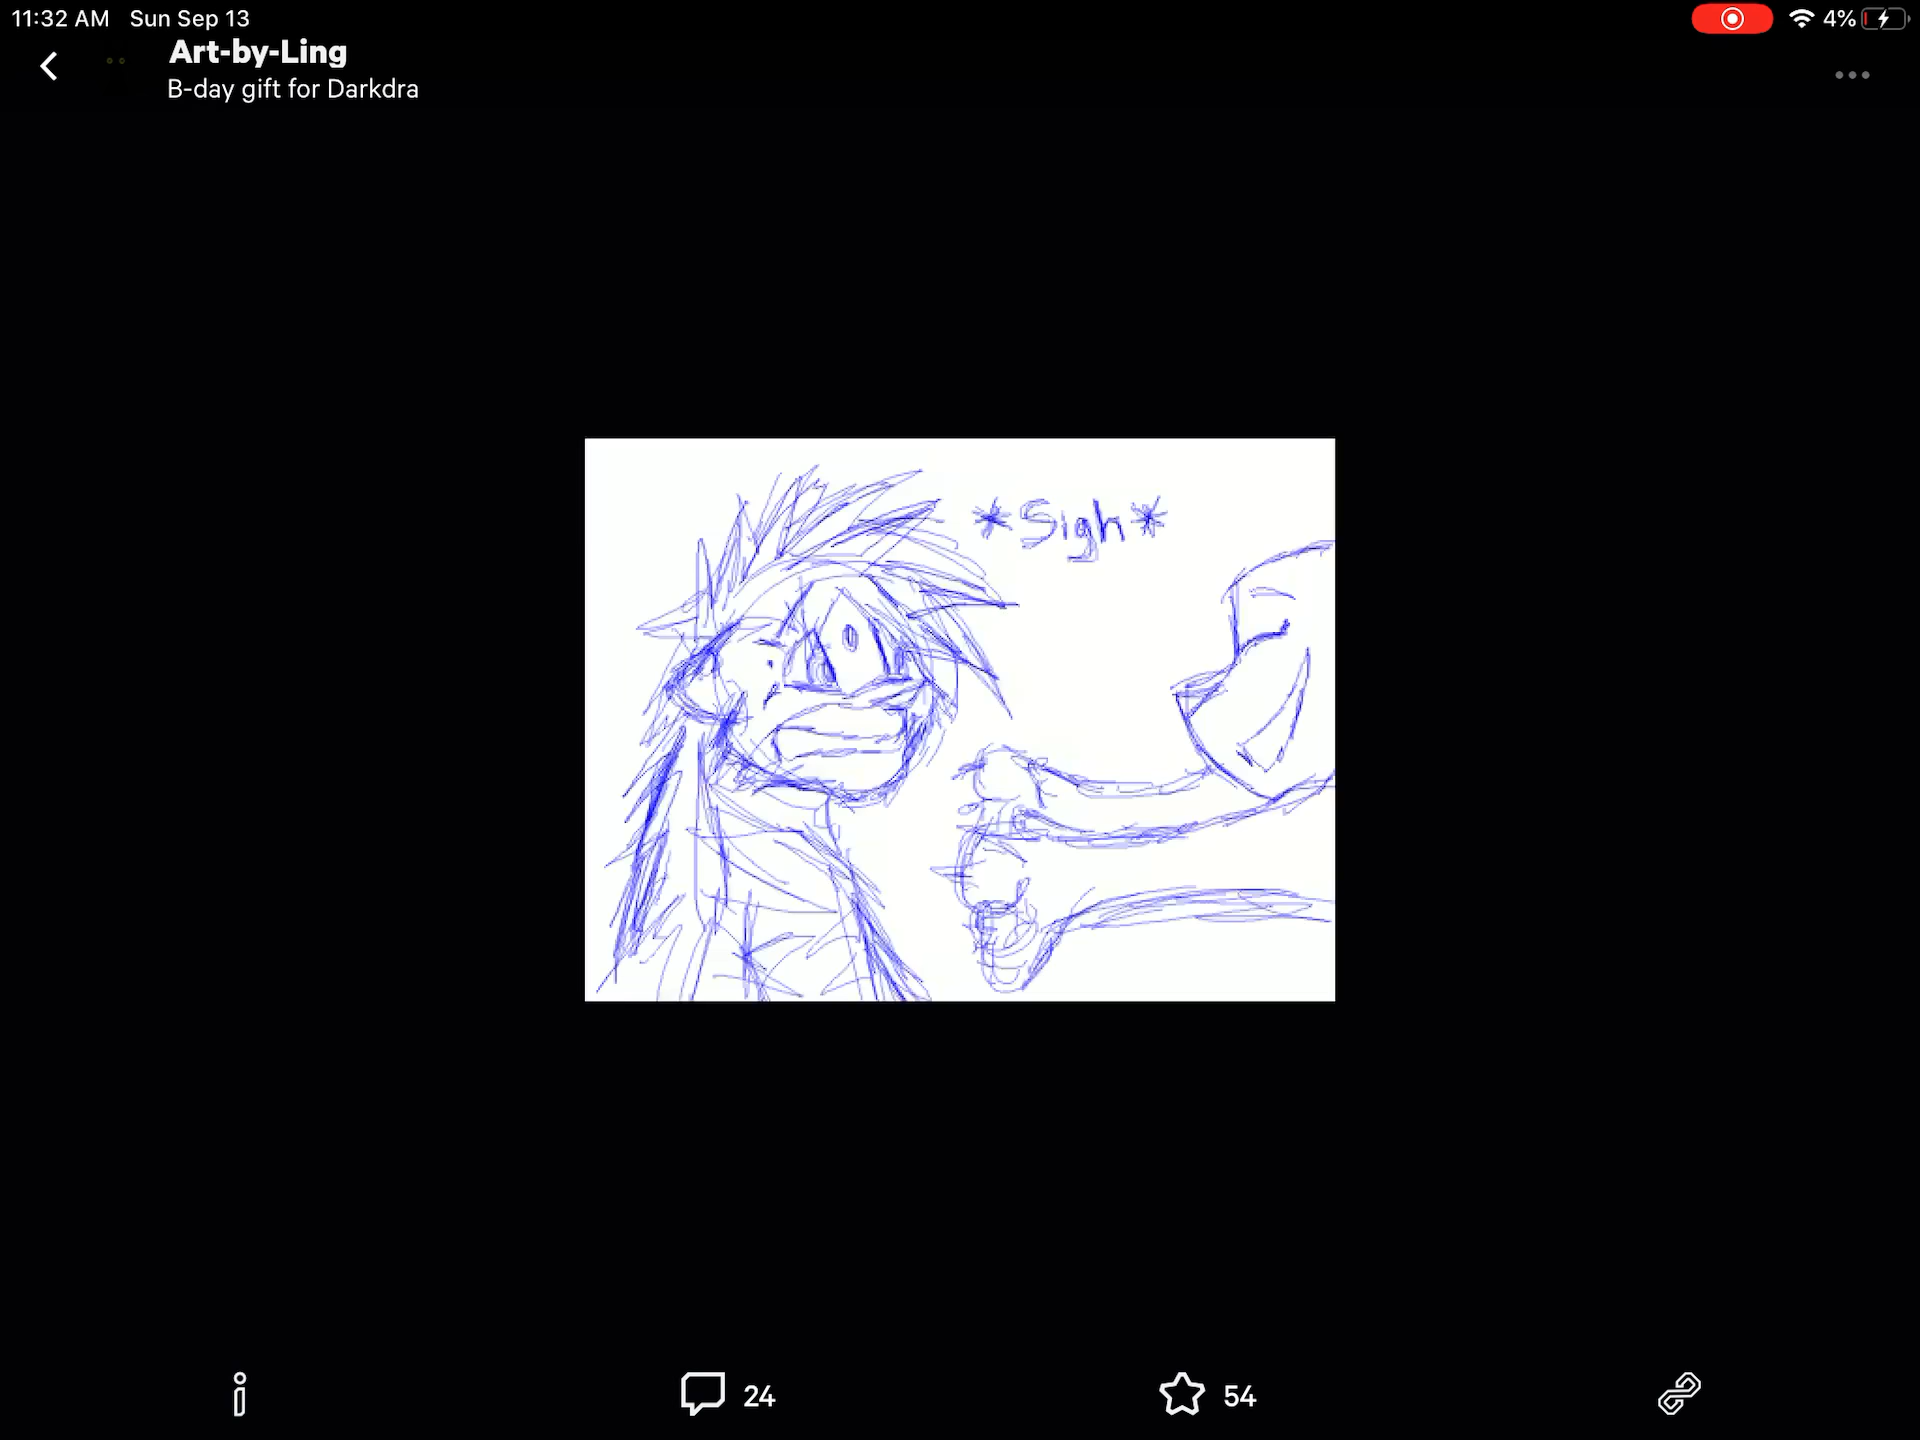 11:32 AM Sun Sep 13
4%
Art-by-Ling
B-day gift for Darkdra
*Sigh*
24
54